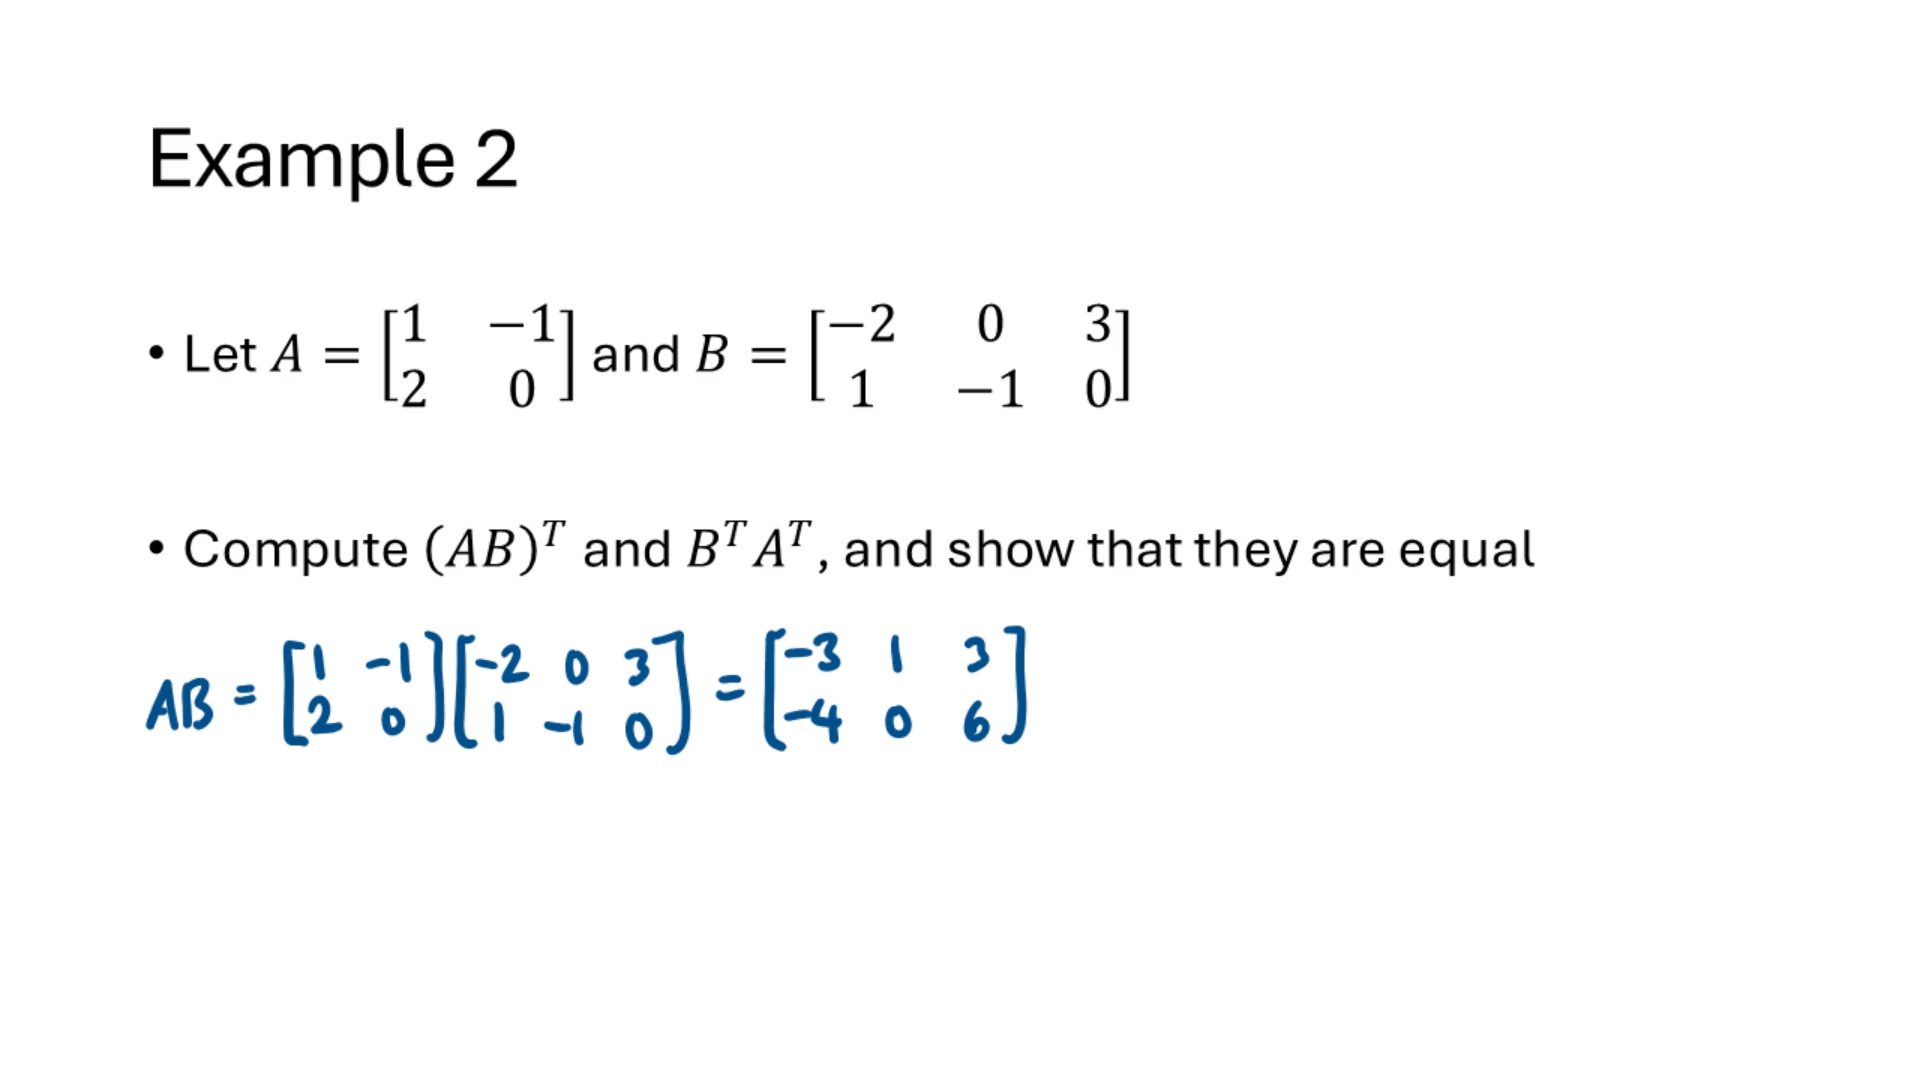 Example 2
• Let A = [1 −1; 2 0] and B = [−2 0 3; 1 −1 0]
• Compute (AB)ᵀ and BᵀAᵀ, and show that they are equal
AB = [1 -1; 2 0][-2 0 3; 1 -1 0] = [-3 1 3; -4 0 6]